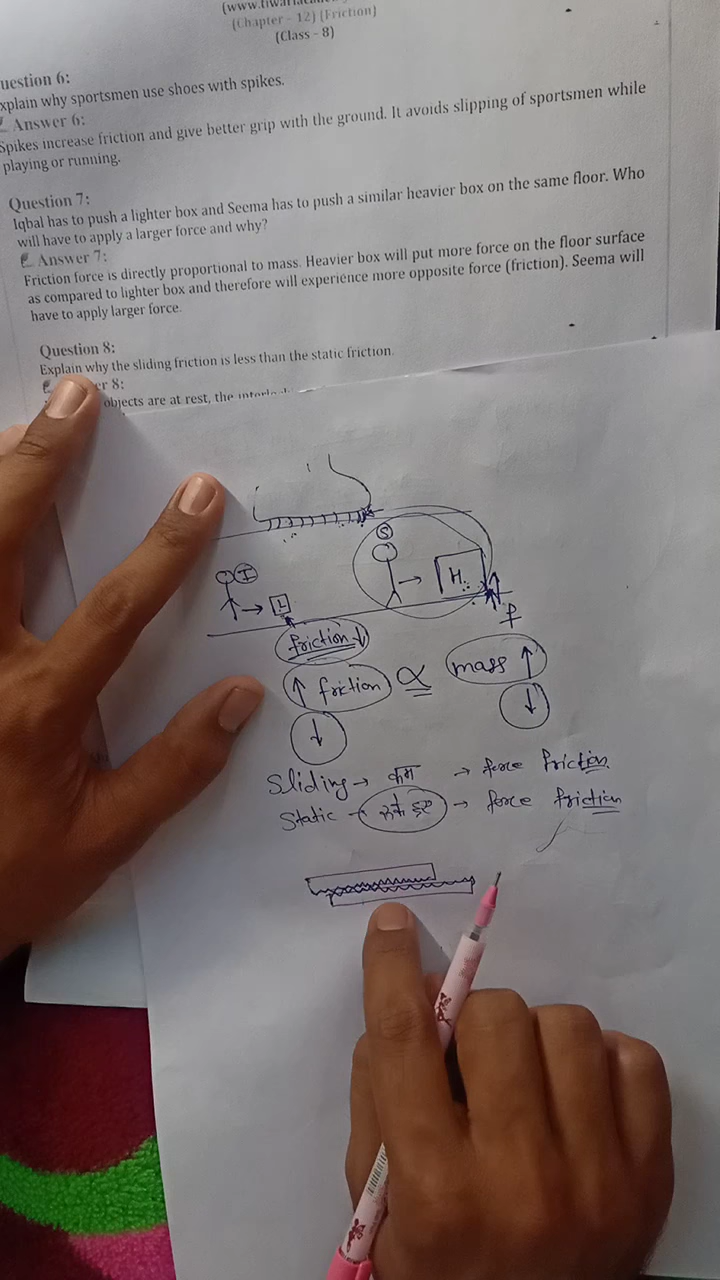 (Chapter - 12) (Friction)
(Class - 8)
uestion 6:
xplain why sportsmen use shoes with spikes.
Answer 6:
Spikes increase friction and give better grip with the ground. It avoids slipping of sportsmen while
playing or running.
Question 7:
Iqbal has to push a lighter box and Seema has to push a similar heavier box on the same floor. Who
will have to apply a larger force and why?
Answer 7:
Friction force is directly proportional to mass. Heavier box will put more force on the floor surface
as compared to lighter box and therefore will experience more opposite force (friction). Seema will
have to apply larger force.
Question 8:
Explain why the sliding friction is less than the static friction.
er 8:
objects are at rest, the
S
I
H
L
f
friction ↓
↑ friction ∝ mass ↑
↓ ↓
Sliding → कम → force friction
Static → रुके हुए → force friction